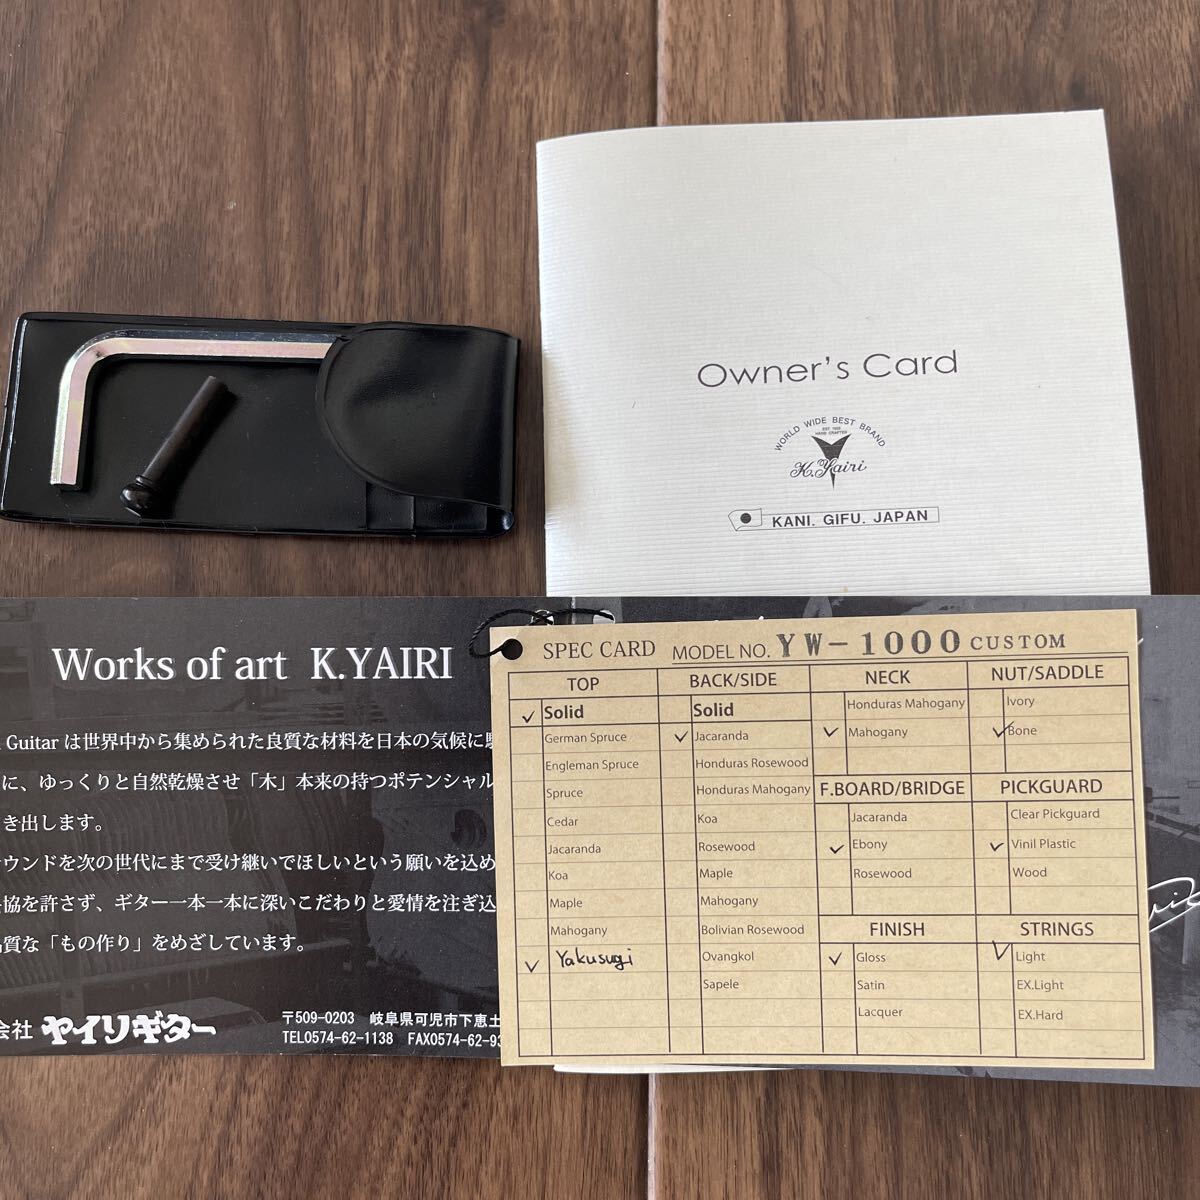 Owner's Card
WORLD WIDE BEST BRAND
EST 1935
HAND CRAFTED
K.Yairi
KANI. GIFU. JAPAN
Works of art K.YAIRI
Guitar は世界中から集められた良質な材料を日本の気候に
に、ゆっくりと自然乾燥させ「木」本来の持つポテンシャル
き出します。
ウンドを次の世代にまで受け継いでほしいという願いを込め
協を許さず、ギター一本一本に深いこだわりと愛情を注ぎ込
質な「もの作り」をめざしています。
会社 ヤイリギター
〒509-0203 岐阜県可児市下恵土
TEL0574-62-1138 FAX0574-62-93
SPEC CARD MODEL NO. YW-1000 CUSTOM
TOP
✓ Solid
German Spruce
Engleman Spruce
Spruce
Cedar
Jacaranda
Koa
Maple
Mahogany
✓ Yakusugi
BACK/SIDE
Solid
✓ Jacaranda
Honduras Rosewood
Honduras Mahogany
Koa
Rosewood
Maple
Mahogany
Bolivian Rosewood
Ovangkol
Sapele
NECK
Honduras Mahogany
✓ Mahogany
F.BOARD/BRIDGE
Jacaranda
✓ Ebony
Rosewood
FINISH
✓ Gloss
Satin
Lacquer
NUT/SADDLE
Ivory
✓ Bone
PICKGUARD
Clear Pickguard
✓ Vinil Plastic
Wood
STRINGS
✓ Light
EX.Light
EX.Hard